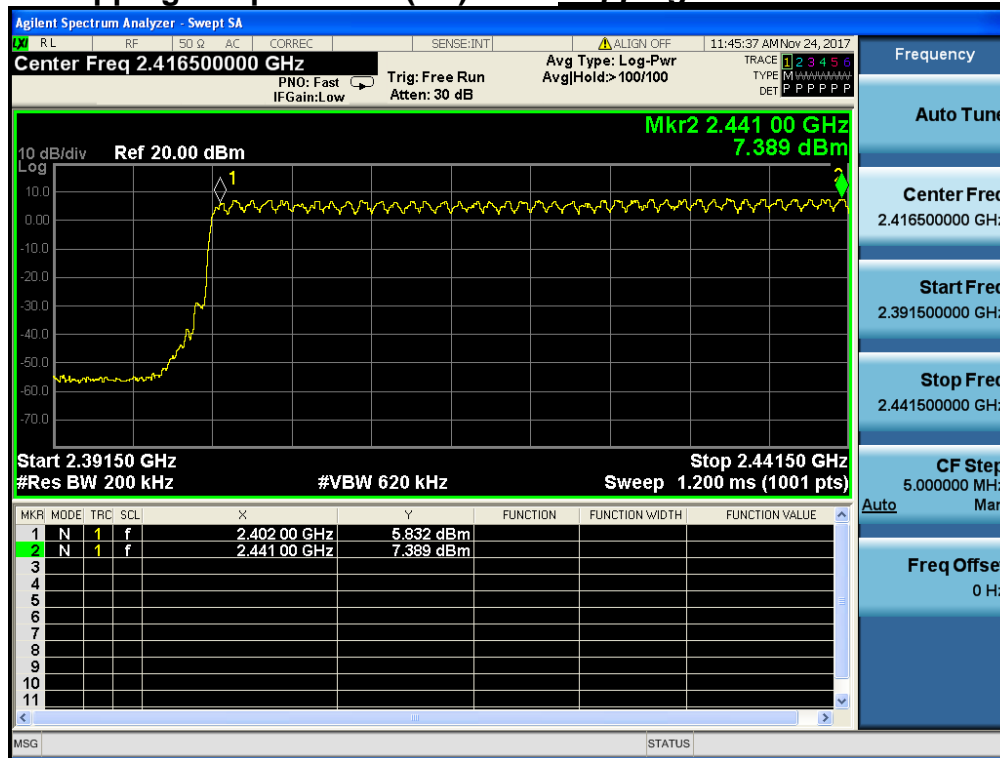 Agilent Spectrum Analyzer - Swept SA
LXI RL RF 50 Ω AC CORREC SENSE:INT ALIGN OFF 11:45:37 AM Nov 24, 2017
Center Freq 2.416500000 GHz
PNO: Fast
IFGain:Low
Trig: Free Run
Atten: 30 dB
Avg Type: Log-Pwr
Avg|Hold:>100/100
TRACE 1 2 3 4 5 6
TYPE M W W W W W
DET P P P P P P
Mkr2 2.441 00 GHz
7.389 dBm
10 dB/div Ref 20.00 dBm
Log
1
2
10.0
0.00
-10.0
-20.0
-30.0
-40.0
-50.0
-60.0
-70.0
Start 2.39150 GHz Stop 2.44150 GHz
#Res BW 200 kHz #VBW 620 kHz Sweep 1.200 ms (1001 pts)
MKR MODE TRC SCL X Y FUNCTION FUNCTION WIDTH FUNCTION VALUE
1 N 1 f 2.402 00 GHz 5.832 dBm
2 N 1 f 2.441 00 GHz 7.389 dBm
3
4
5
6
7
8
9
10
11
MSG STATUS
Frequency
Auto Tune
Center Freq
2.416500000 GHz
Start Freq
2.391500000 GHz
Stop Freq
2.441500000 GHz
CF Step
5.000000 MHz
Auto Man
Freq Offset
0 Hz